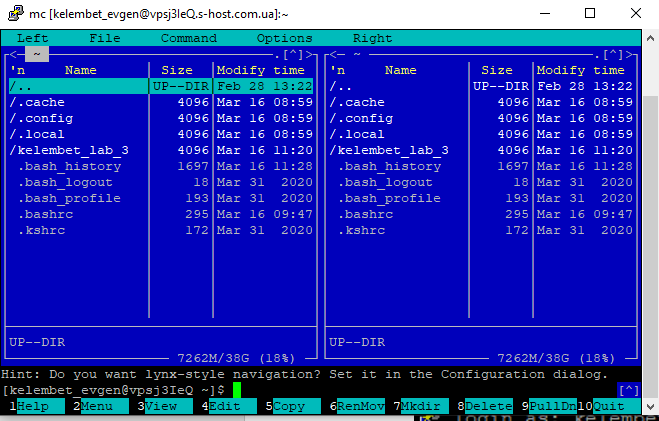 mc [kelembet_evgen@vpsj3IeQ.s-host.com.ua]:~
Left File Command Options Right
<─ ~ .[^]> <─ ~ .[^]>
'n Name Size Modify time 'n Name Size Modify time
/.. UP--DIR Feb 28 13:22 /.. UP--DIR Feb 28 13:22
/.cache 4096 Mar 16 08:59 /.cache 4096 Mar 16 08:59
/.config 4096 Mar 16 08:59 /.config 4096 Mar 16 08:59
/.local 4096 Mar 16 08:59 /.local 4096 Mar 16 08:59
/kelembet_lab_3 4096 Mar 16 11:20 /kelembet_lab_3 4096 Mar 16 11:20
.bash_history 1697 Mar 16 11:28 .bash_history 1697 Mar 16 11:28
.bash_logout 18 Mar 31 2020 .bash_logout 18 Mar 31 2020
.bash_profile 193 Mar 31 2020 .bash_profile 193 Mar 31 2020
.bashrc 295 Mar 16 09:47 .bashrc 295 Mar 16 09:47
.kshrc 172 Mar 31 2020 .kshrc 172 Mar 31 2020
UP--DIR UP--DIR
7262M/38G (18%) 7262M/38G (18%)
Hint: Do you want lynx-style navigation? Set it in the Configuration dialog.
[kelembet_evgen@vpsj3IeQ ~]$ [^]
1Help 2Menu 3View 4Edit 5Copy 6RenMov 7Mkdir 8Delete 9PullDn 10Quit